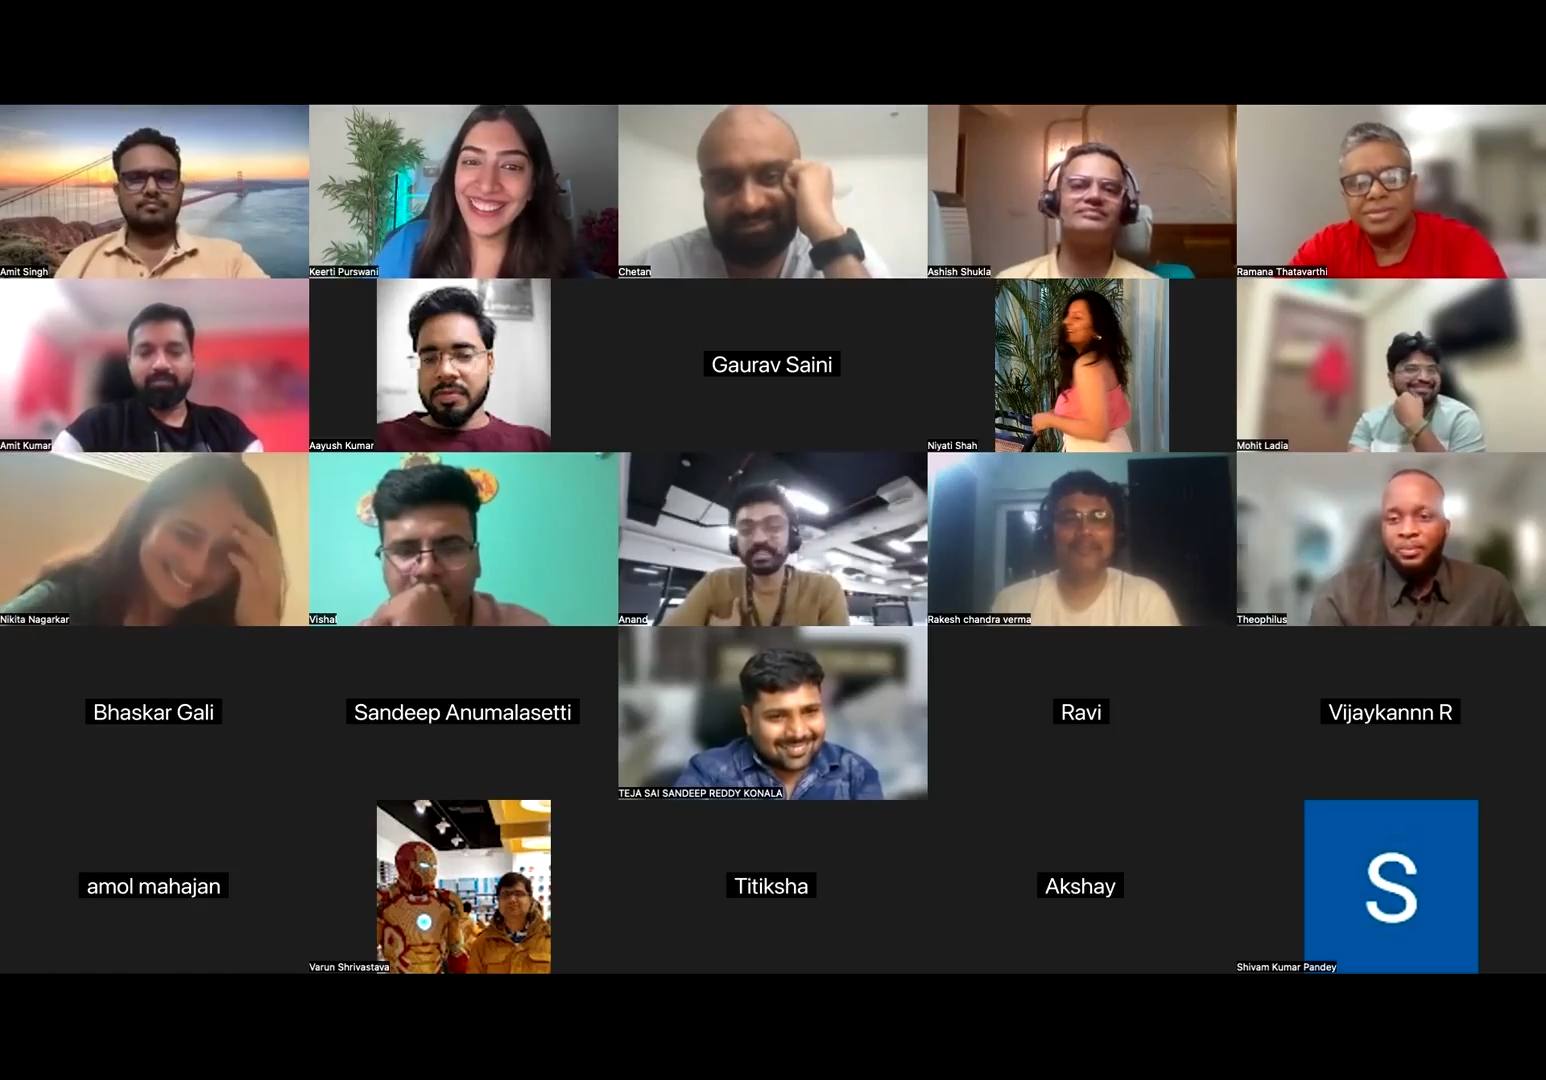 Amit Singh
Keerti Purswani
Chetan
Ashish Shukla
Ramana Thatavarthi
Amit Kumar
Aayush Kumar
Gaurav Saini
Niyati Shah
Mohit Ladia
Nikita Nagarkar
Vishal
Anand
Rakesh chandra verma
Theophilus
Bhaskar Gali
Sandeep Anumalasetti
TEJA SAI SANDEEP REDDY KONALA
Ravi
Vijaykannn R
amol mahajan
Varun Shrivastava
Titiksha
Akshay
S
Shivam Kumar Pandey